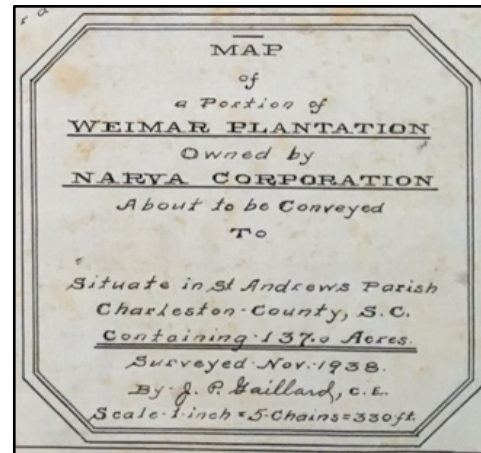 MAP
of
a Portion of
WEIMAR PLANTATION
Owned by
NARVA CORPORATION
About to be Conveyed
To
Situate in St Andrews Parish
Charleston County, S.C.
Containing 137.0 Acres.
Surveyed Nov. 1938.
By J. P. Gaillard, C.E.
Scale 1 inch = 5 Chains = 330 ft.